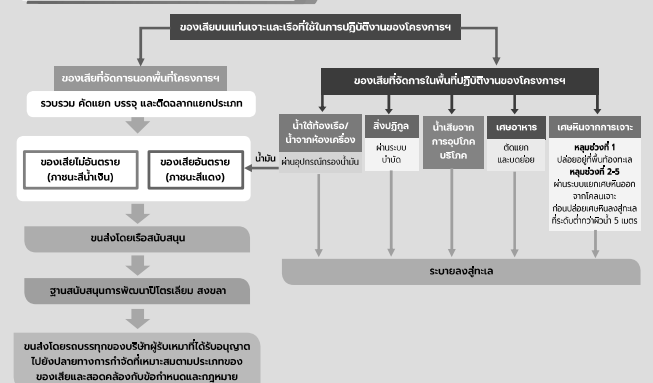 ของเสียบนแท่นเจาะและเรือที่ใช้ในการปฏิบัติงานของโครงการฯ
ของเสียที่จัดการนอกพื้นที่โครงการฯ
รวบรวม คัดแยก บรรจุ และติดฉลากแยกประเภท
ของเสียไม่อันตราย
(ภาชนะสีน้ำเงิน)
ของเสียอันตราย
(ภาชนะสีแดง)
ขนส่งโดยเรือสนับสนุน
ฐานสนับสนุนการพัฒนาปิโตรเลียม สงขลา
ขนส่งโดยรถบรรทุกของบริษัทผู้รับเหมาที่ได้รับอนุญาต
ไปยังปลายทางการกำจัดที่เหมาะสมตามประเภทของ
ของเสียและสอดคล้องกับข้อกำหนดและกฎหมาย
ของเสียที่จัดการในพื้นที่ปฏิบัติงานของโครงการฯ
น้ำใต้ท้องเรือ/
น้ำจากห้องเครื่อง
น้ำมัน
ผ่านอุปกรณ์กรองน้ำมัน
สิ่งปฏิกูล
ผ่านระบบ
บำบัด
น้ำเสียจาก
การอุปโภค
บริโภค
เศษอาหาร
ตัดแยก
และบดย่อย
เศษหินจากการเจาะ
หลุมช่วงที่ 1
ปล่อยอยู่ที่พื้นท้องทะเล
หลุมช่วงที่ 2-5
ผ่านระบบแยกเศษหินออก
จากโคลนเจาะ
ก่อนปล่อยเศษหินลงสู่ทะเล
ที่ระดับต่ำกว่าผิวน้ำ 5 เมตร
ระบายลงสู่ทะเล